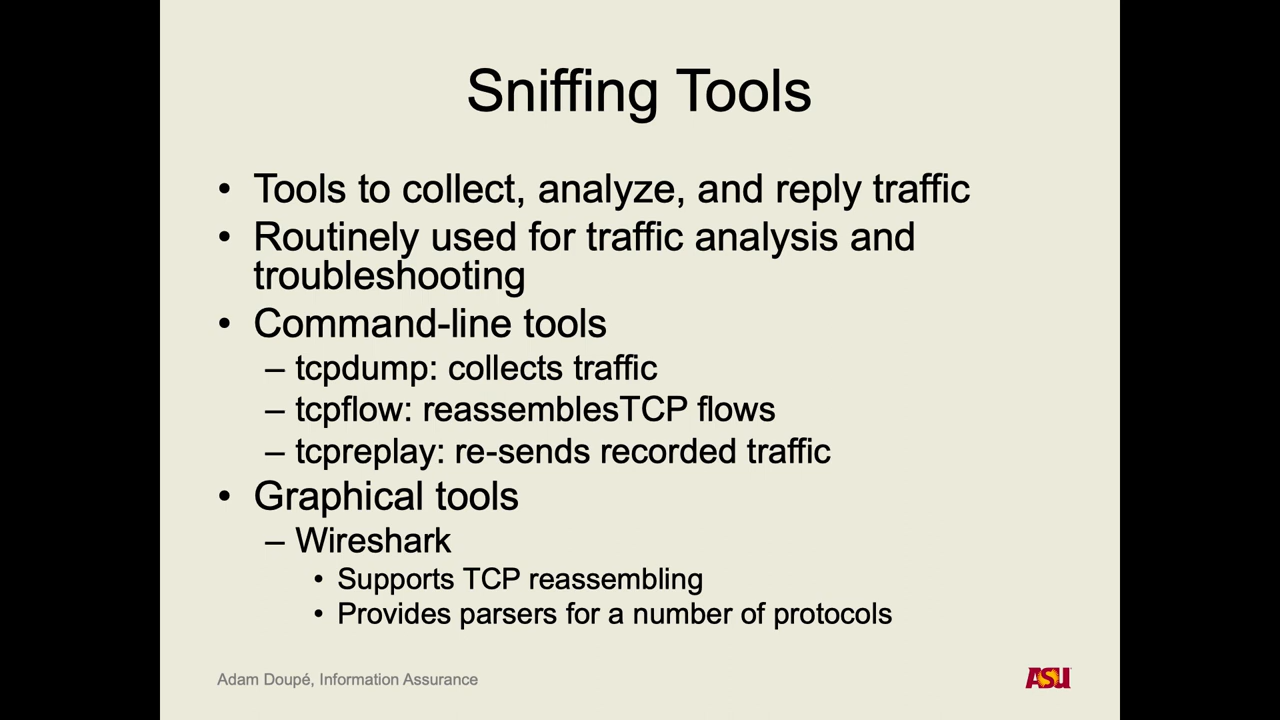 Sniffing Tools
• Tools to collect, analyze, and reply traffic
• Routinely used for traffic analysis and
troubleshooting
• Command-line tools
– tcpdump: collects traffic
– tcpflow: reassemblesTCP flows
– tcpreplay: re-sends recorded traffic
• Graphical tools
– Wireshark
• Supports TCP reassembling
• Provides parsers for a number of protocols
Adam Doupé, Information Assurance
ASU